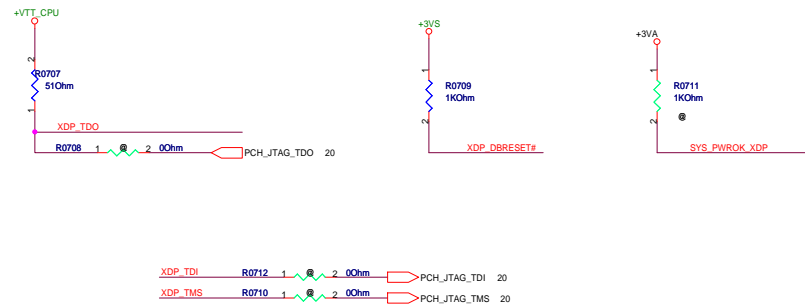 +VTT_CPU
2
R0707
51Ohm
1
XDP_TDO
R0708 1 @ 2 0Ohm PCH_JTAG_TDO 20
+3VS
1
R0709
1KOhm
2
XDP_DBRESET#
+3VA
1
R0711
1KOhm
2 @
SYS_PWROK_XDP
XDP_TDI R0712 1 @ 2 0Ohm PCH_JTAG_TDI 20
XDP_TMS R0710 1 @ 2 0Ohm PCH_JTAG_TMS 20